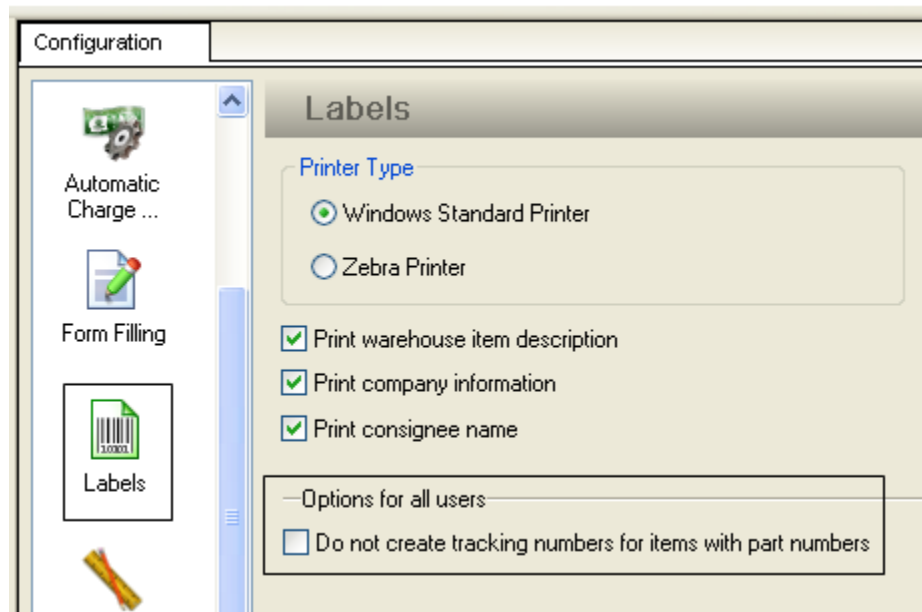 Configuration
Automatic
Charge ...
Form Filling
10101
Labels
Labels
Printer Type
Windows Standard Printer
Zebra Printer
Print warehouse item description
Print company information
Print consignee name
Options for all users
Do not create tracking numbers for items with part numbers